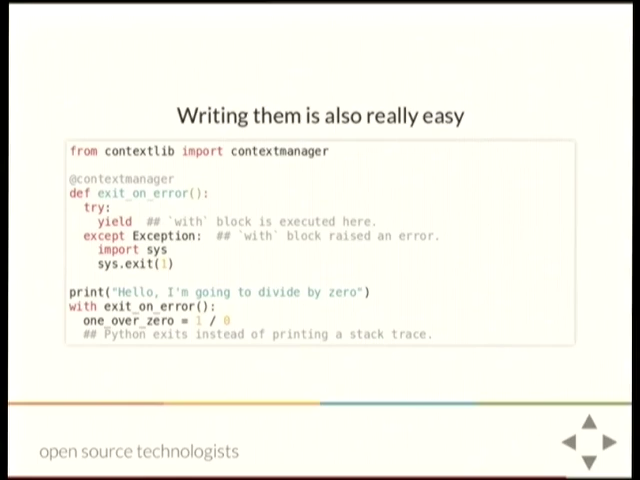 Writing them is also really easy
from contextlib import contextmanager
@contextmanager
def exit_on_error():
try:
yield ## `with` block is executed here.
except Exception: ## `with` block raised an error.
import sys
sys.exit(1)
print("Hello, I'm going to divide by zero")
with exit_on_error():
one_over_zero = 1 / 0
## Python exits instead of printing a stack trace.
open source technologists